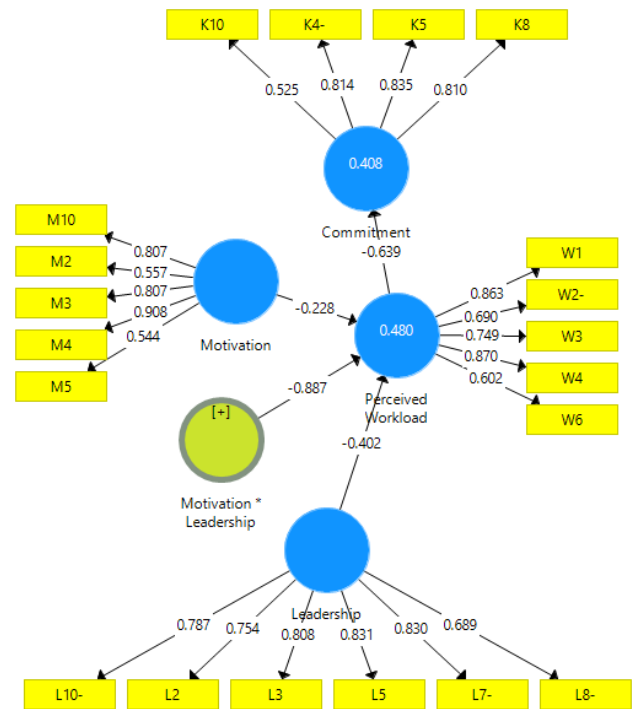 K10
K4-
K5
K8
0.525
0.814
0.835
0.810
0.408
Commitment
-0.639
M10
M2
M3
M4
M5
0.807
0.557
0.807
0.908
0.544
Motivation
-0.228
0.480
Perceived
Workload
W1
W2-
W3
W4
W6
0.863
0.690
0.749
0.870
0.602
[+]
-0.887
Motivation *
Leadership
-0.402
Leadership
0.787
0.754
0.808
0.831
0.830
0.689
L10-
L2
L3
L5
L7-
L8-